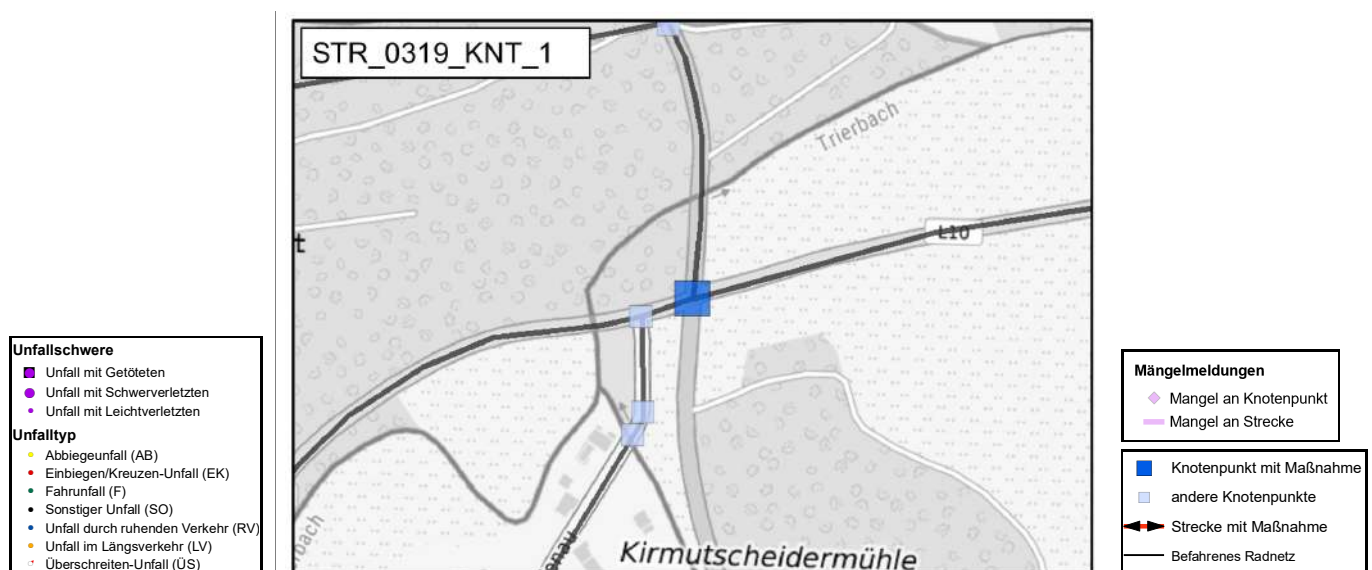 STR_0319_KNT_1
Trierbach
t
L10
Kirmutscheidermühle
Unfallschwere
Unfall mit Getöteten
Unfall mit Schwerverletzten
Unfall mit Leichtverletzten
Unfalltyp
Abbiegeunfall (AB)
Einbiegen/Kreuzen-Unfall (EK)
Fahrunfall (F)
Sonstiger Unfall (SO)
Unfall durch ruhenden Verkehr (RV)
Unfall im Längsverkehr (LV)
Überschreiten-Unfall (ÜS)
Mängelmeldungen
Mangel an Knotenpunkt
Mangel an Strecke
Knotenpunkt mit Maßnahme
andere Knotenpunkte
Strecke mit Maßnahme
Befahrenes Radnetz